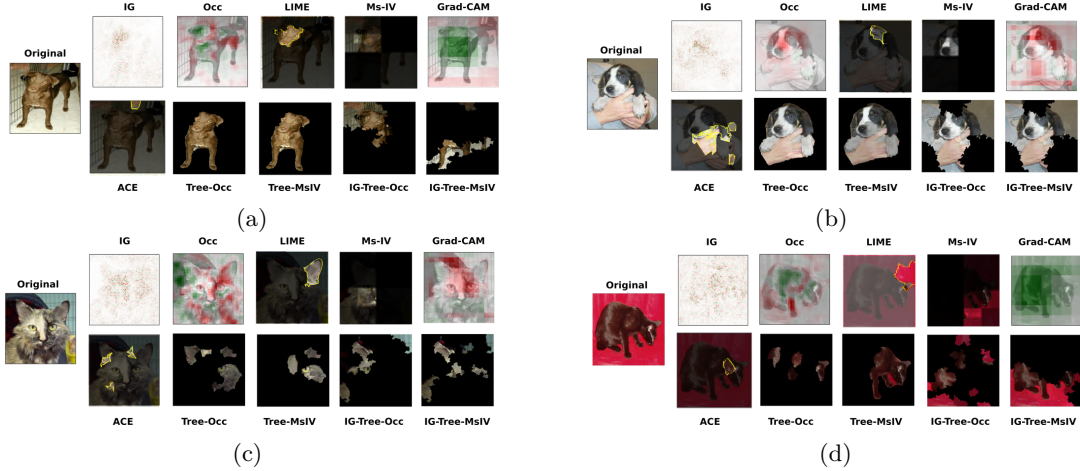 IG Occ LIME Ms-IV Grad-CAM
Original
ACE Tree-Occ Tree-MsIV IG-Tree-Occ IG-Tree-MsIV
(a)
IG Occ LIME Ms-IV Grad-CAM
Original
ACE Tree-Occ Tree-MsIV IG-Tree-Occ IG-Tree-MsIV
(b)
IG Occ LIME Ms-IV Grad-CAM
Original
ACE Tree-Occ Tree-MsIV IG-Tree-Occ IG-Tree-MsIV
(c)
IG Occ LIME Ms-IV Grad-CAM
Original
ACE Tree-Occ Tree-MsIV IG-Tree-Occ IG-Tree-MsIV
(d)